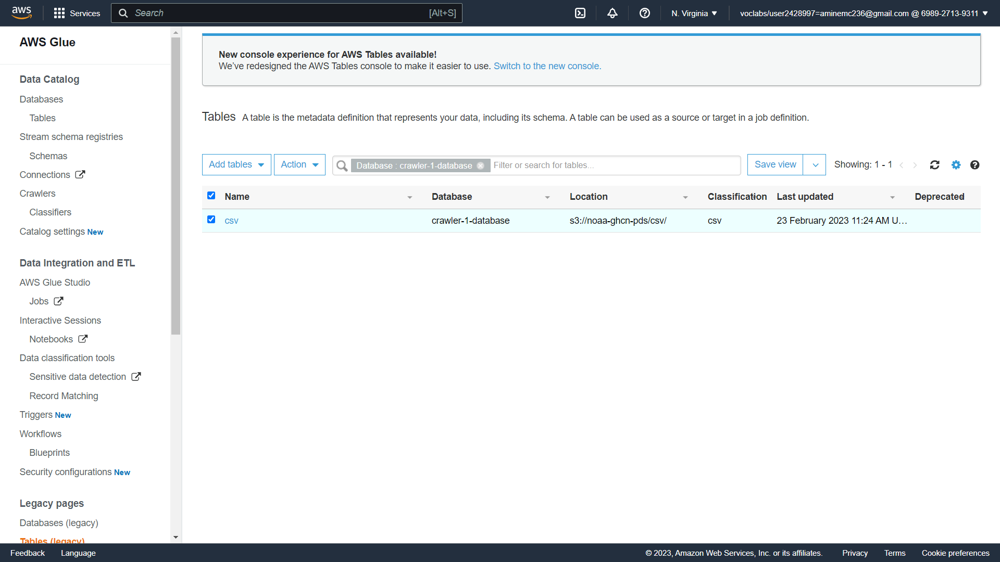 aws
Services
Search
[Alt+S]
N. Virginia
voclabs/user2428997=aminemc236@gmail.com @ 6989-2713-9311
AWS Glue
Data Catalog
Databases
Tables
Stream schema registries
Schemas
Connections
Crawlers
Classifiers
Catalog settings New
Data Integration and ETL
AWS Glue Studio
Jobs
Interactive Sessions
Notebooks
Data classification tools
Sensitive data detection
Record Matching
Triggers New
Workflows
Blueprints
Security configurations New
Legacy pages
Databases (legacy)
Tables (legacy)
New console experience for AWS Tables available!
We've redesigned the AWS Tables console to make it easier to use. Switch to the new console.
Tables A table is the metadata definition that represents your data, including its schema. A table can be used as a source or target in a job definition.
Add tables
Action
Database : crawler-1-database
Filter or search for tables...
Save view
Showing: 1 - 1
Name Database Location Classification Last updated Deprecated
csv crawler-1-database s3://noaa-ghcn-pds/csv/ csv 23 February 2023 11:24 AM U…
Feedback
Language
© 2023, Amazon Web Services, Inc. or its affiliates.
Privacy
Terms
Cookie preferences